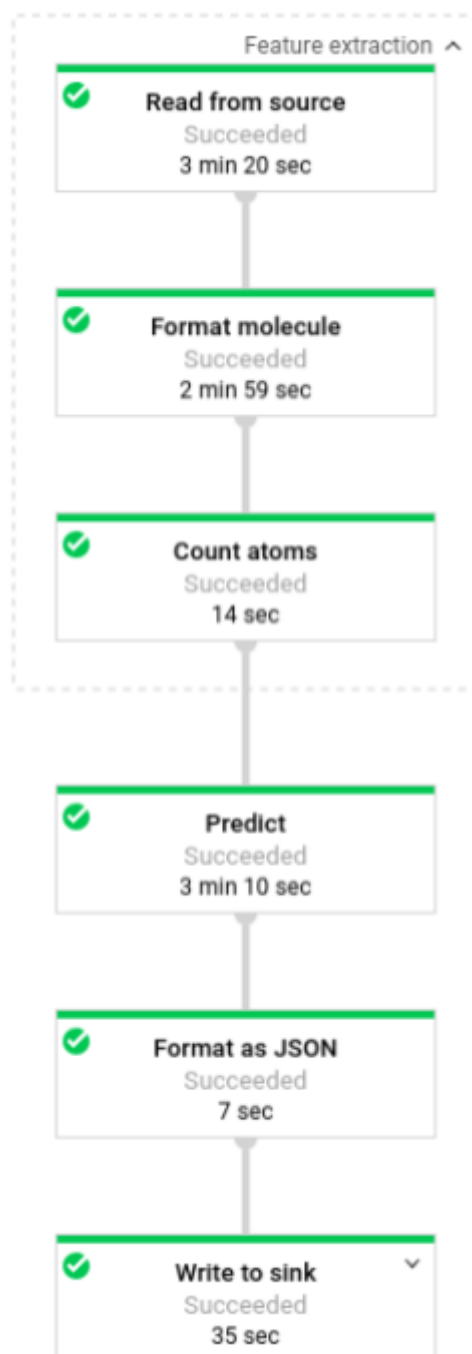 Feature extraction
Read from source
Succeeded
3 min 20 sec
Format molecule
Succeeded
2 min 59 sec
Count atoms
Succeeded
14 sec
Predict
Succeeded
3 min 10 sec
Format as JSON
Succeeded
7 sec
Write to sink
Succeeded
35 sec